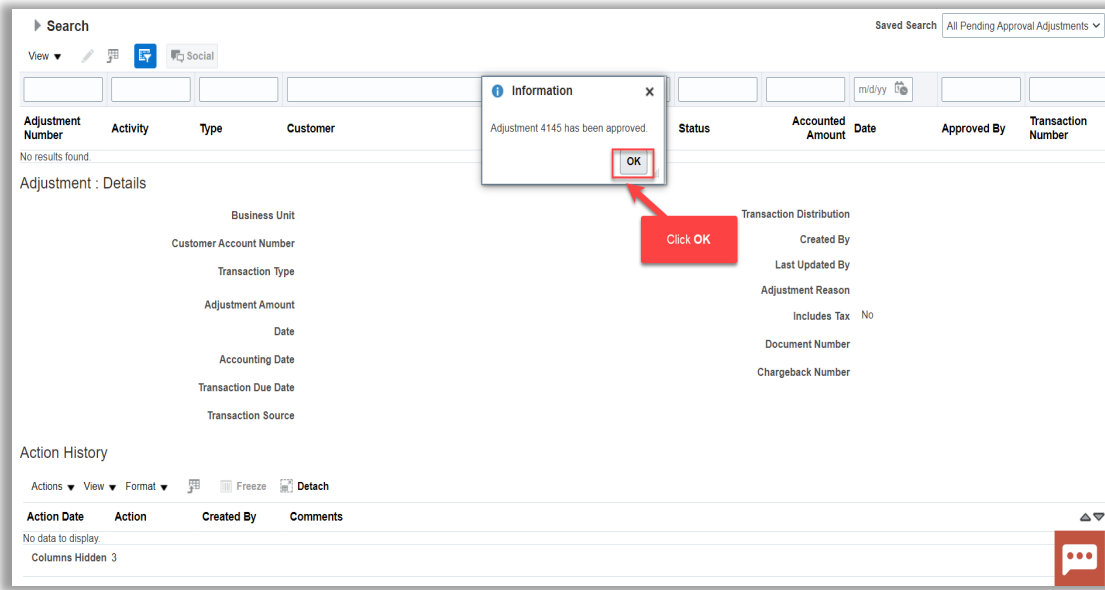 Search
Saved Search All Pending Approval Adjustments
View Social
m/d/yy
Information
Adjustment 4145 has been approved.
OK
Click OK
Adjustment Number Activity Type Customer Status Accounted Amount Date Approved By Transaction Number
No results found.
Adjustment : Details
Business Unit
Customer Account Number
Transaction Type
Adjustment Amount
Date
Accounting Date
Transaction Due Date
Transaction Source
Transaction Distribution
Created By
Last Updated By
Adjustment Reason
Includes Tax No
Document Number
Chargeback Number
Action History
Actions View Format Freeze Detach
Action Date Action Created By Comments
No data to display.
Columns Hidden 3